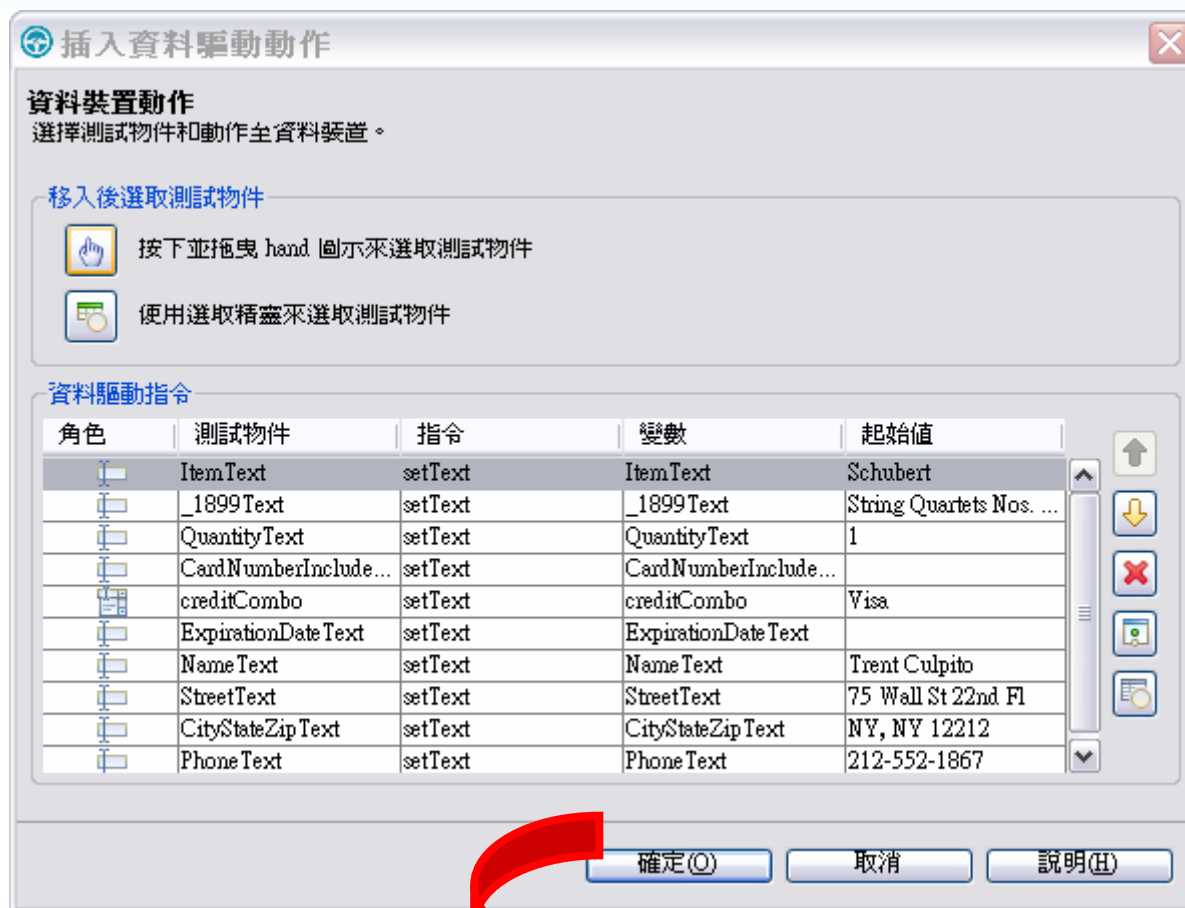 插入資料驅動動作
資料裝置動作
選擇測試物件和動作至資料裝置。
移入後選取測試物件
按下並拖曳 hand 圖示來選取測試物件
使用選取精靈來選取測試物件
資料驅動指令
角色 測試物件 指令 變數 起始值
ItemText setText ItemText Schubert
_1899Text setText _1899Text String Quartets Nos. ...
QuantityText setText QuantityText 1
CardNumberInclude... setText CardNumberInclude...
creditCombo setText creditCombo Visa
ExpirationDateText setText ExpirationDateText
NameText setText NameText Trent Culpito
StreetText setText StreetText 75 Wall St 22nd Fl
CityStateZipText setText CityStateZipText NY, NY 12212
PhoneText setText PhoneText 212-552-1867
確定(O) 取消 說明(H)